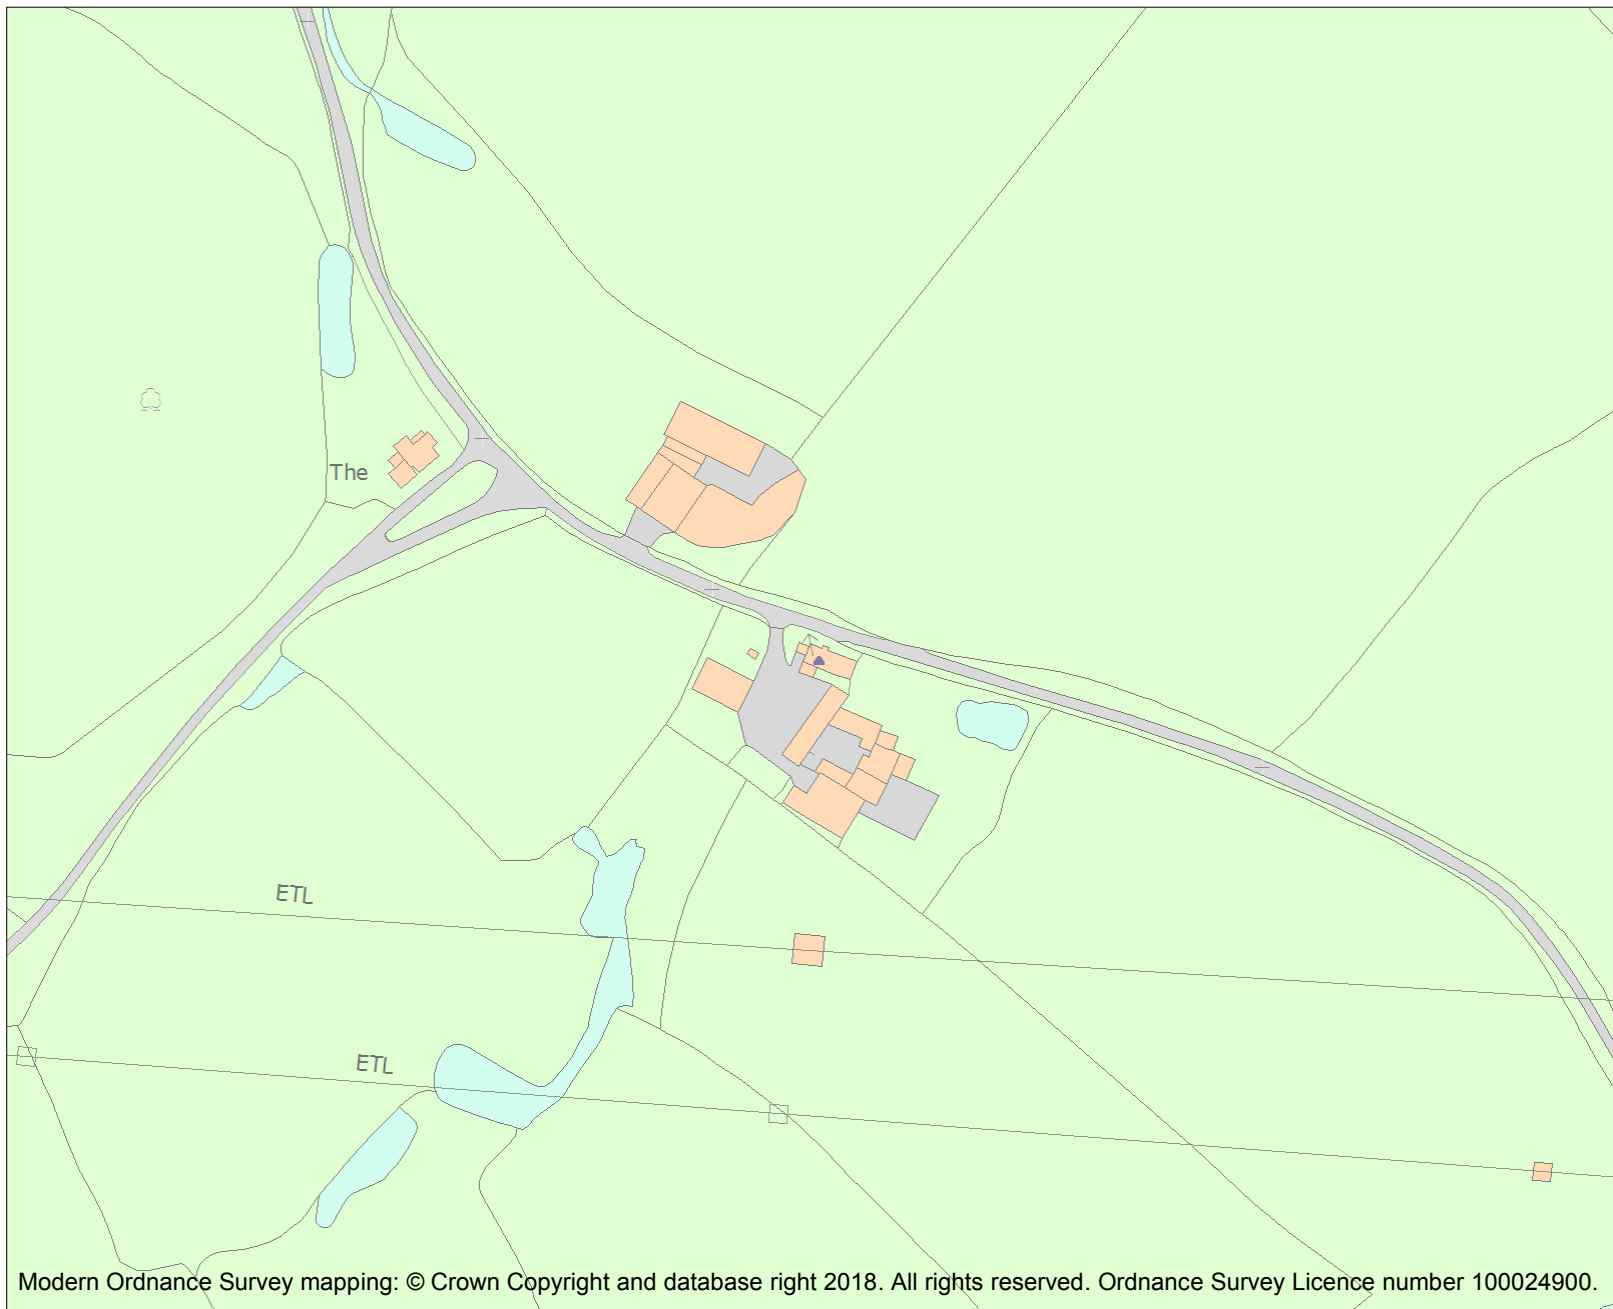 The
ETL
ETL
Modern Ordnance Survey mapping: © Crown Copyright and database right 2018. All rights reserved. Ordnance Survey Licence number 100024900.